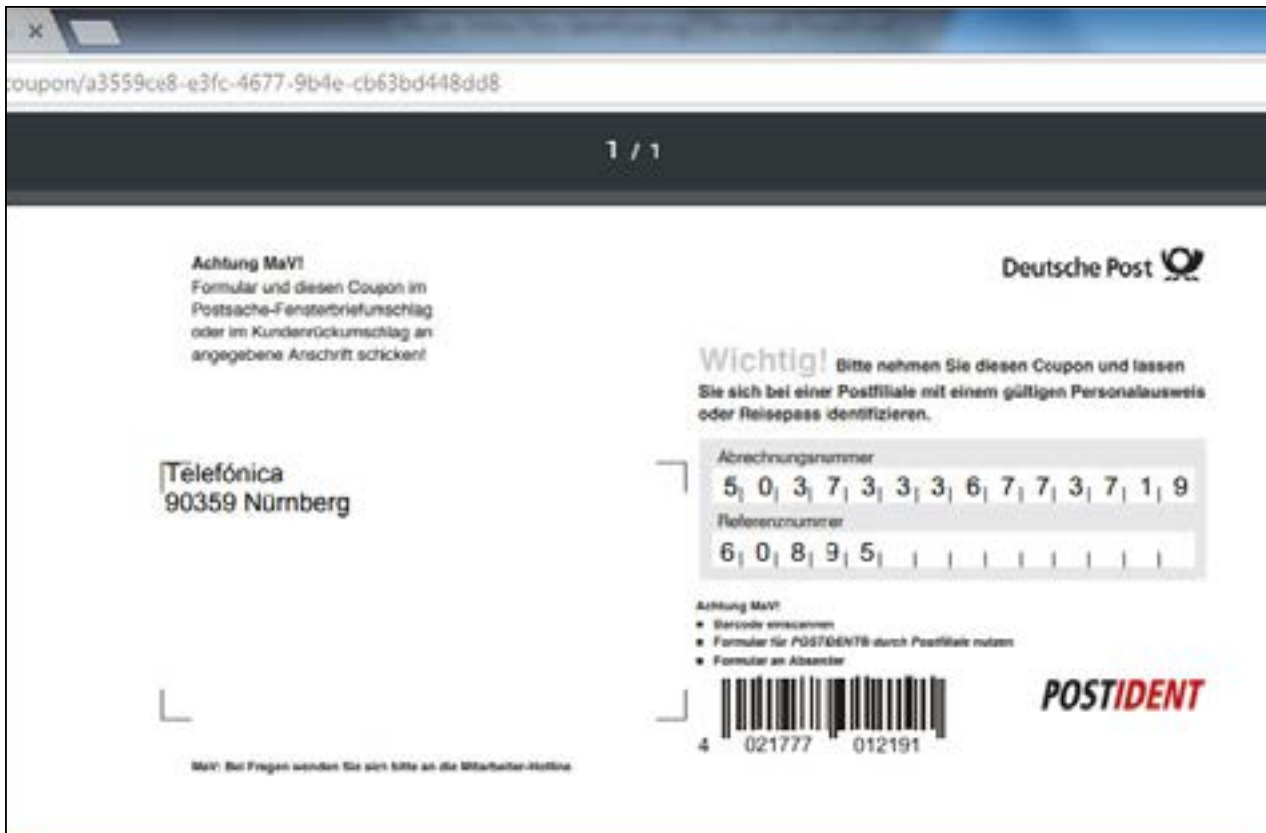 coupon/a3559ce8-e3fc-4677-9b4e-cb63bd448dd8
1 / 1
Achtung MaV!
Formular und diesen Coupon im
Postsache-Fensterbriefumschlag
oder im Kundenrückumschlag an
angegebene Anschrift schicken!
Deutsche Post
Wichtig! Bitte nehmen Sie diesen Coupon und lassen
Sie sich bei einer Postfiliale mit einem gültigen Personalausweis
oder Reisepass identifizieren.
Telefónica
90359 Nürnberg
Abrechnungsnummer
5 0 3 7 3 3 3 6 7 7 3 7 1 9
Referenznummer
6 0 8 9 5
Achtung MaV!
Barcode einscannen
Formular für POSTIDENT® durch Postfiliale nutzen
Formular an Absender
POSTIDENT
4 021777 012191
MaV: Bei Fragen wenden Sie sich bitte an die Mitarbeiter-Hotline